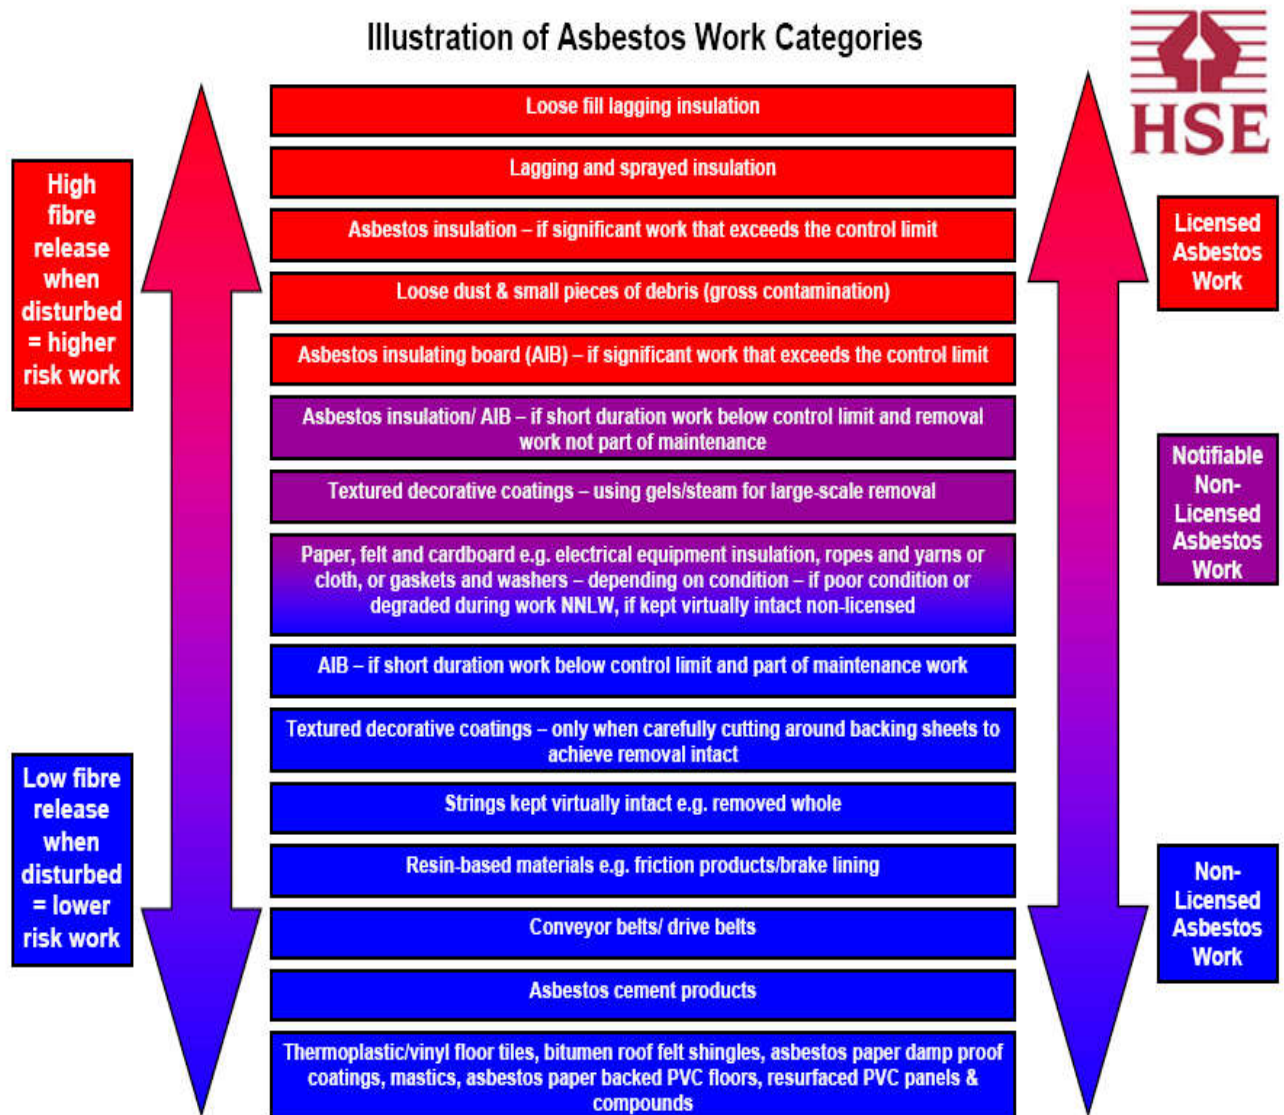 Illustration of Asbestos Work Categories
HSE
High
fibre
release
when
disturbed
= higher
risk work
Low fibre
release
when
disturbed
= lower
risk work
Loose fill lagging insulation
Lagging and sprayed insulation
Asbestos insulation – if significant work that exceeds the control limit
Loose dust & small pieces of debris (gross contamination)
Asbestos insulating board (AIB) – if significant work that exceeds the control limit
Asbestos insulation/ AIB – if short duration work below control limit and removal
work not part of maintenance
Textured decorative coatings – using gels/steam for large-scale removal
Paper, felt and cardboard e.g. electrical equipment insulation, ropes and yarns or
cloth, or gaskets and washers – depending on condition – if poor condition or
degraded during work NNLW, if kept virtually intact non-licensed
AIB – if short duration work below control limit and part of maintenance work
Textured decorative coatings – only when carefully cutting around backing sheets to
achieve removal intact
Strings kept virtually intact e.g. removed whole
Resin-based materials e.g. friction products/brake lining
Conveyor belts/ drive belts
Asbestos cement products
Thermoplastic/vinyl floor tiles, bitumen roof felt shingles, asbestos paper damp proof
coatings, mastics, asbestos paper backed PVC floors, resurfaced PVC panels &
compounds
Licensed
Asbestos
Work
Notifiable
Non-
Licensed
Asbestos
Work
Non-
Licensed
Asbestos
Work